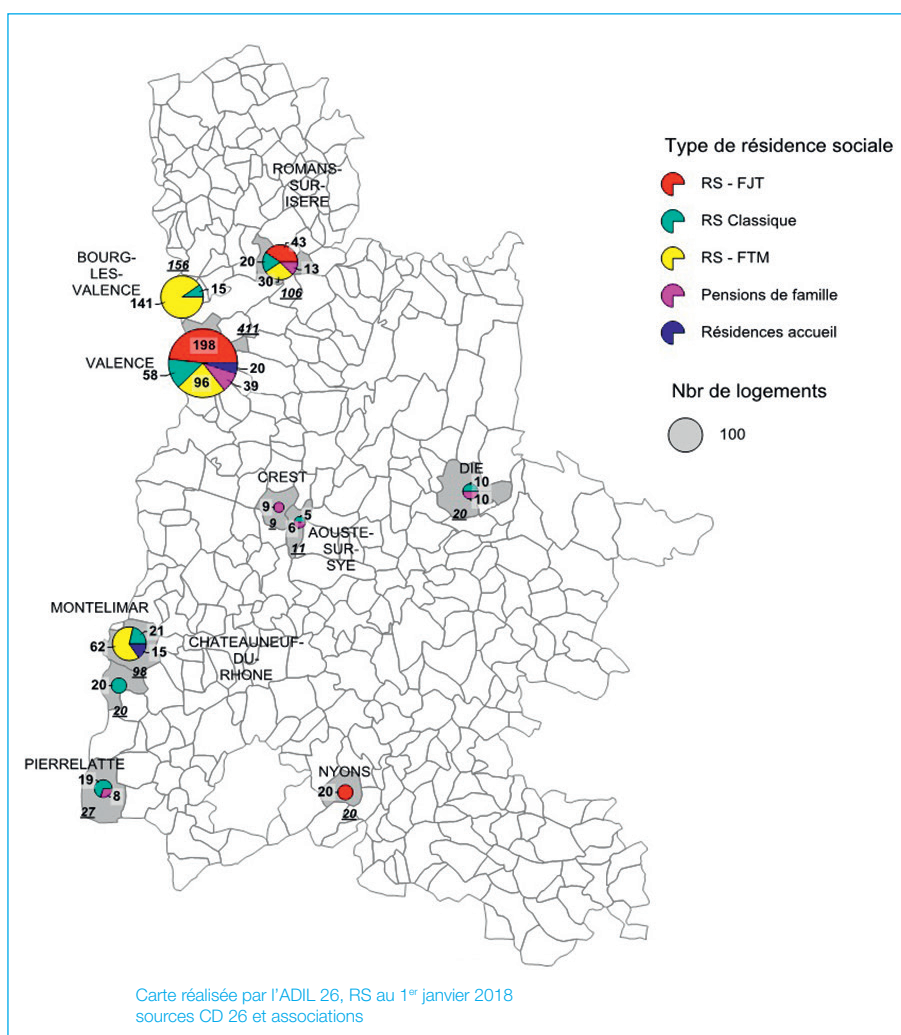 ROMANS-
SUR-
ISERE
43
20
13
30
106
BOURG-
LES-
VALENCE
156
15
141
411
VALENCE
198
20
58
96
39
CREST
9
9
5
6
11
AOUSTE-
SUR-
SYE
DIE
10
10
20
MONTELIMAR
21
62
15
98
CHATEAUNEUF-
DU-
RHONE
20
20
PIERRELATTE
19
8
27
NYONS
20
20
Type de résidence sociale
RS - FJT
RS Classique
RS - FTM
Pensions de famille
Résidences accueil
Nbr de logements
100
Carte réalisée par l’ADIL 26, RS au 1er janvier 2018
sources CD 26 et associations